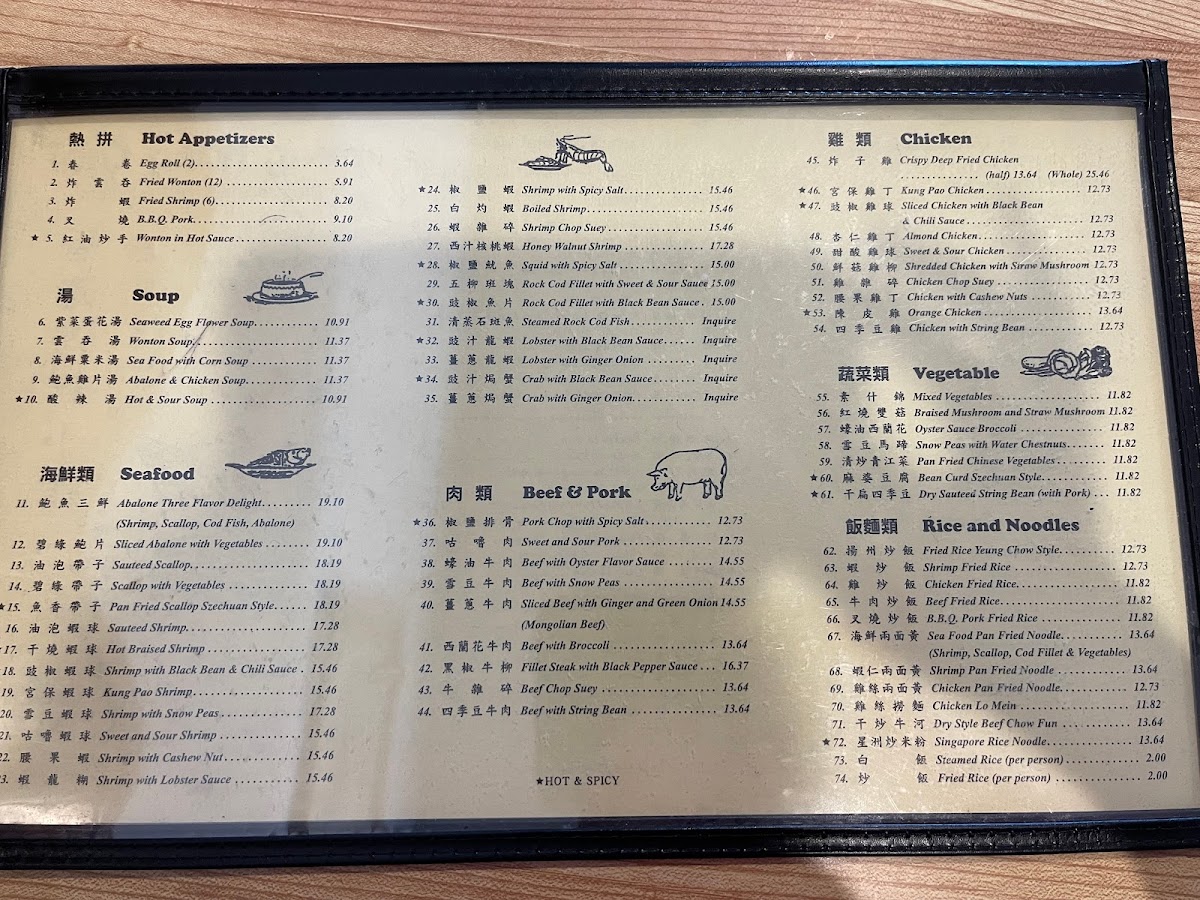 熱拼 Hot Appetizers
1. 春卷 Egg Roll (2) 3.64
2. 炸雲吞 Fried Wonton (12) 5.91
3. 炸蝦 Fried Shrimp (6) 8.20
4. 叉燒 B.B.Q. Pork 9.10
★ 5. 紅油炒手 Wonton in Hot Sauce 8.20
湯 Soup
6. 紫菜蛋花湯 Seaweed Egg Flower Soup 10.91
7. 雲吞湯 Wonton Soup 11.37
8. 海鮮粟米湯 Sea Food with Corn Soup 11.37
9. 鮑魚雞片湯 Abalone & Chicken Soup 11.37
★10. 酸辣湯 Hot & Sour Soup 10.91
海鮮類 Seafood
11. 鮑魚三鮮 Abalone Three Flavor Delight 19.10
(Shrimp, Scallop, Cod Fish, Abalone)
12. 碧綠鮑片 Sliced Abalone with Vegetables 19.10
13. 油泡帶子 Sauteed Scallop 18.19
14. 碧綠帶子 Scallop with Vegetables 18.19
★15. 魚香帶子 Pan Fried Scallop Szechuan Style 18.19
16. 油泡蝦球 Sauteed Shrimp 17.28
★17. 干燒蝦球 Hot Braised Shrimp 17.28
18. 豉椒蝦球 Shrimp with Black Bean & Chili Sauce 15.46
19. 宮保蝦球 Kung Pao Shrimp 15.46
20. 雪豆蝦球 Shrimp with Snow Peas 17.28
21. 咕嚕蝦球 Sweet and Sour Shrimp 15.46
22. 腰果蝦 Shrimp with Cashew Nut 15.46
23. 蝦龍糊 Shrimp with Lobster Sauce 15.46
★24. 椒鹽蝦 Shrimp with Spicy Salt 15.46
25. 白灼蝦 Boiled Shrimp 15.46
26. 蝦雜碎 Shrimp Chop Suey 15.46
27. 西汁核桃蝦 Honey Walnut Shrimp 17.28
★28. 椒鹽魷魚 Squid with Spicy Salt 15.00
29. 五柳班塊 Rock Cod Fillet with Sweet & Sour Sauce 15.00
★30. 豉椒魚片 Rock Cod Fillet with Black Bean Sauce 15.00
31. 清蒸石斑魚 Steamed Rock Cod Fish Inquire
★32. 豉汁龍蝦 Lobster with Black Bean Sauce Inquire
33. 薑蔥龍蝦 Lobster with Ginger Onion Inquire
★34. 豉汁焗蟹 Crab with Black Bean Sauce Inquire
35. 薑蔥焗蟹 Crab with Ginger Onion Inquire
肉類 Beef & Pork
★36. 椒鹽排骨 Pork Chop with Spicy Salt 12.73
37. 咕嚕肉 Sweet and Sour Pork 12.73
38. 蠔油牛肉 Beef with Oyster Flavor Sauce 14.55
39. 雪豆牛肉 Beef with Snow Peas 14.55
40. 薑蔥牛肉 Sliced Beef with Ginger and Green Onion 14.55
(Mongolian Beef)
41. 西蘭花牛肉 Beef with Broccoli 13.64
42. 黑椒牛柳 Fillet Steak with Black Pepper Sauce 16.37
43. 牛雜碎 Beef Chop Suey 13.64
44. 四季豆牛肉 Beef with String Bean 13.64
★HOT & SPICY
雞類 Chicken
45. 炸子雞 Crispy Deep Fried Chicken
(half) 13.64 (Whole) 25.46
★46. 宮保雞丁 Kung Pao Chicken 12.73
★47. 豉椒雞球 Sliced Chicken with Black Bean
& Chili Sauce 12.73
48. 杏仁雞丁 Almond Chicken 12.73
49. 甜酸雞球 Sweet & Sour Chicken 12.73
50. 鮮菇雞柳 Shredded Chicken with Straw Mushroom 12.73
51. 雞雜碎 Chicken Chop Suey 12.73
52. 腰果雞丁 Chicken with Cashew Nuts 12.73
★53. 陳皮雞 Orange Chicken 13.64
54. 四季豆雞 Chicken with String Bean 12.73
蔬菜類 Vegetable
55. 素什錦 Mixed Vegetables 11.82
56. 紅燒雙菇 Braised Mushroom and Straw Mushroom 11.82
57. 蠔油西蘭花 Oyster Sauce Broccoli 11.82
58. 雪豆馬蹄 Snow Peas with Water Chestnuts 11.82
59. 清炒青江菜 Pan Fried Chinese Vegetables 11.82
★60. 麻婆豆腐 Bean Curd Szechuan Style 11.82
★61. 干扁四季豆 Dry Sauteed String Bean (with Pork) 11.82
飯麵類 Rice and Noodles
62. 揚州炒飯 Fried Rice Yeung Chow Style 12.73
63. 蝦炒飯 Shrimp Fried Rice 12.73
64. 雞炒飯 Chicken Fried Rice 11.82
65. 牛肉炒飯 Beef Fried Rice 11.82
66. 叉燒炒飯 B.B.Q. Pork Fried Rice 11.82
67. 海鮮兩面黃 Sea Food Pan Fried Noodle 13.64
(Shrimp, Scallop, Cod Fillet & Vegetables)
68. 蝦仁兩面黃 Shrimp Pan Fried Noodle 13.64
69. 雞絲兩面黃 Chicken Pan Fried Noodle 12.73
70. 雞絲撈麵 Chicken Lo Mein 11.82
71. 干炒牛河 Dry Style Beef Chow Fun 13.64
★72. 星洲炒米粉 Singapore Rice Noodle 13.64
73. 白飯 Steamed Rice (per person) 2.00
74. 炒飯 Fried Rice (per person) 2.00